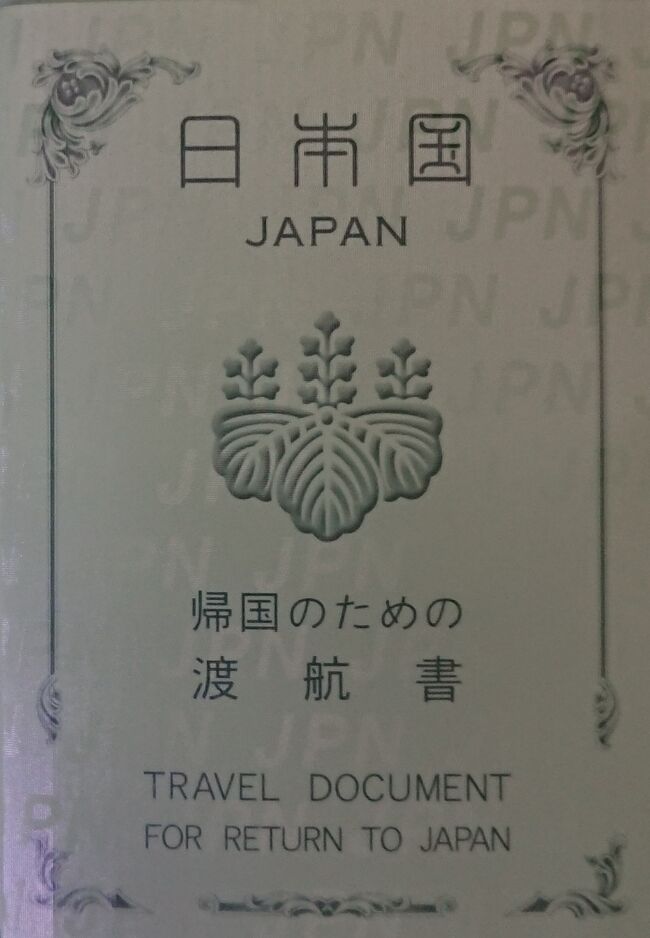 日本国
JAPAN
帰国のための
渡航書
TRAVEL DOCUMENT
FOR RETURN TO JAPAN